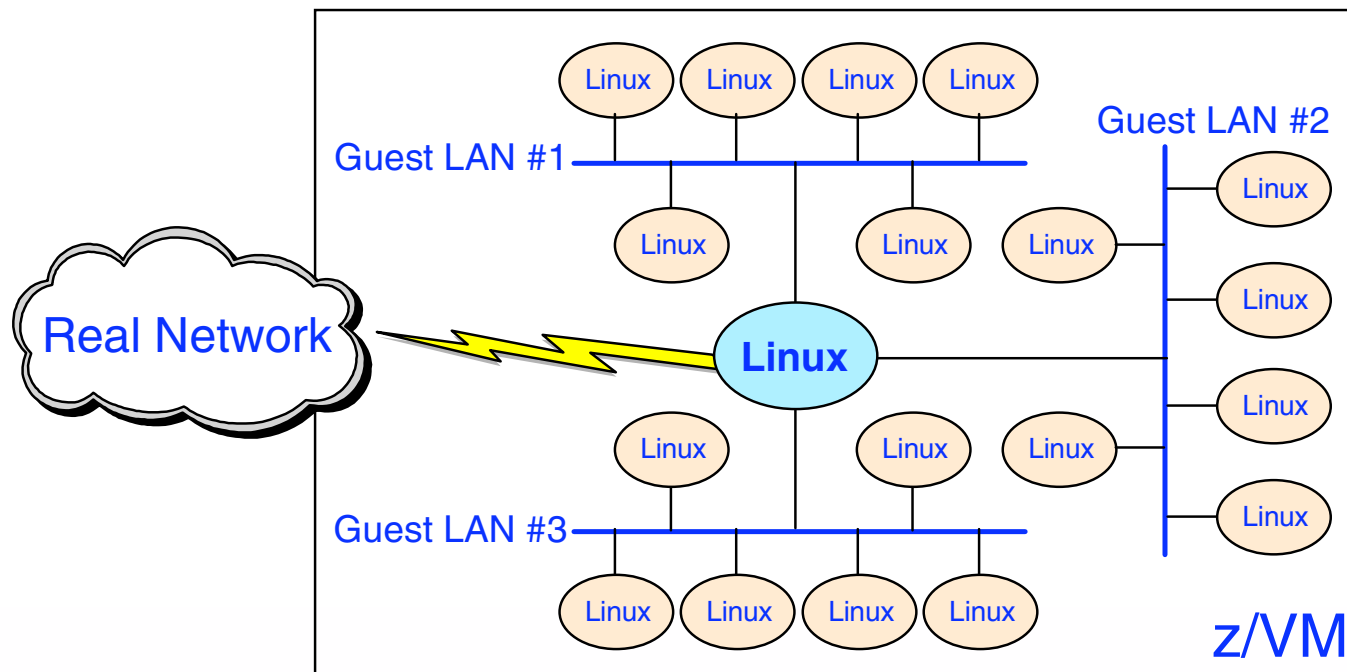 Linux Linux Linux Linux
Guest LAN #2
Guest LAN #1
Linux
Linux Linux
Linux
Linux
Real Network
Linux
Linux
Linux Linux
Linux
Guest LAN #3
Linux
Linux Linux Linux Linux
z/VM